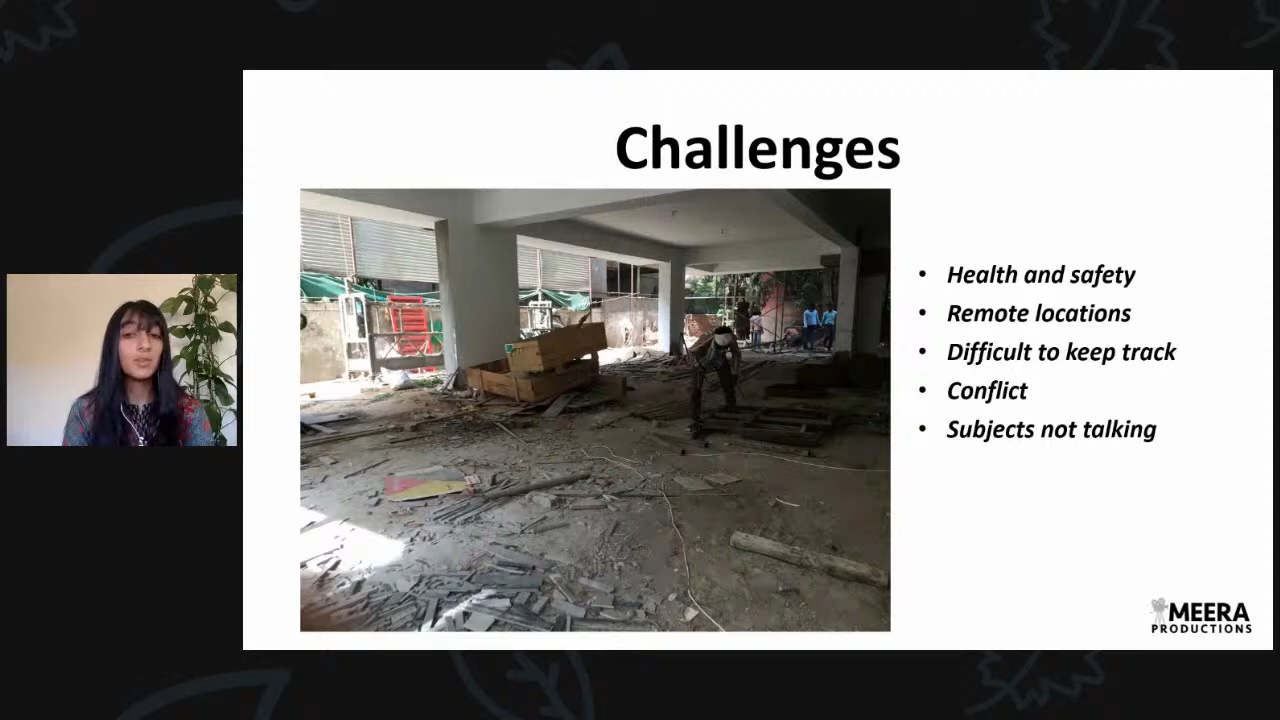 Challenges
• Health and safety
• Remote locations
• Difficult to keep track
• Conflict
• Subjects not talking
MEERA
PRODUCTIONS